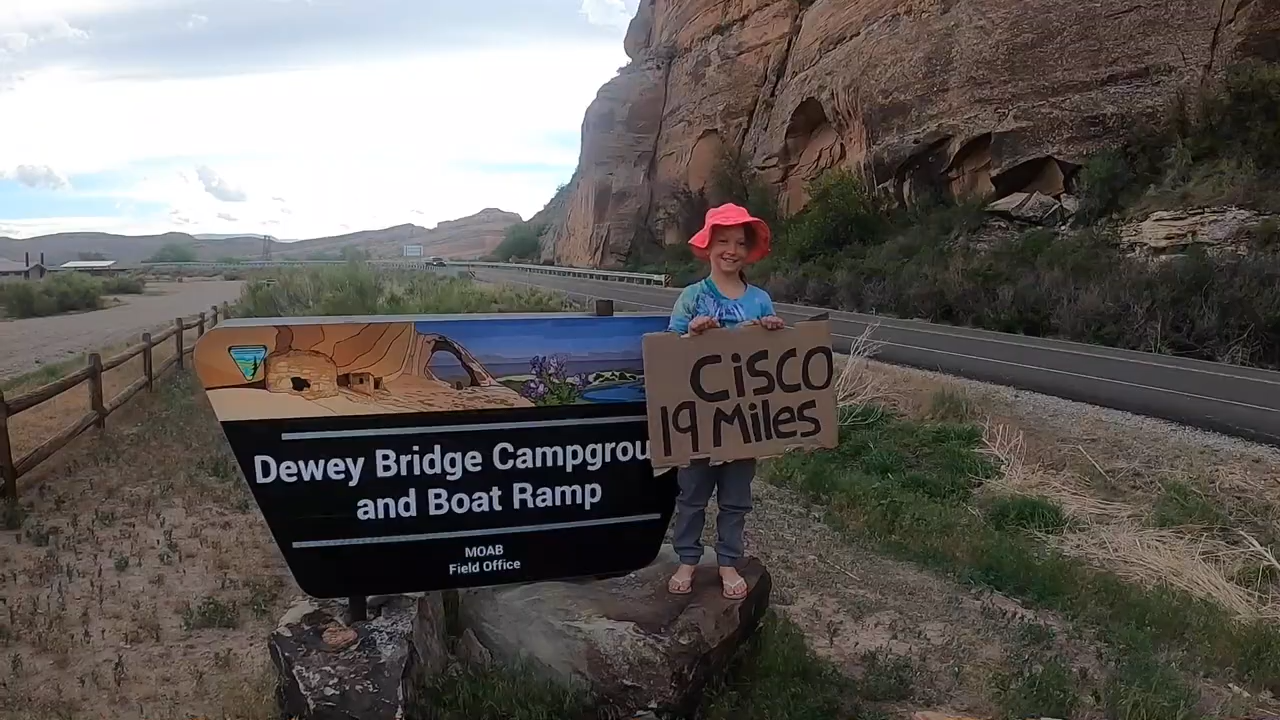 Dewey Bridge Campgrou
and Boat Ramp
MOAB
Field Office
CiSCO
19 Miles